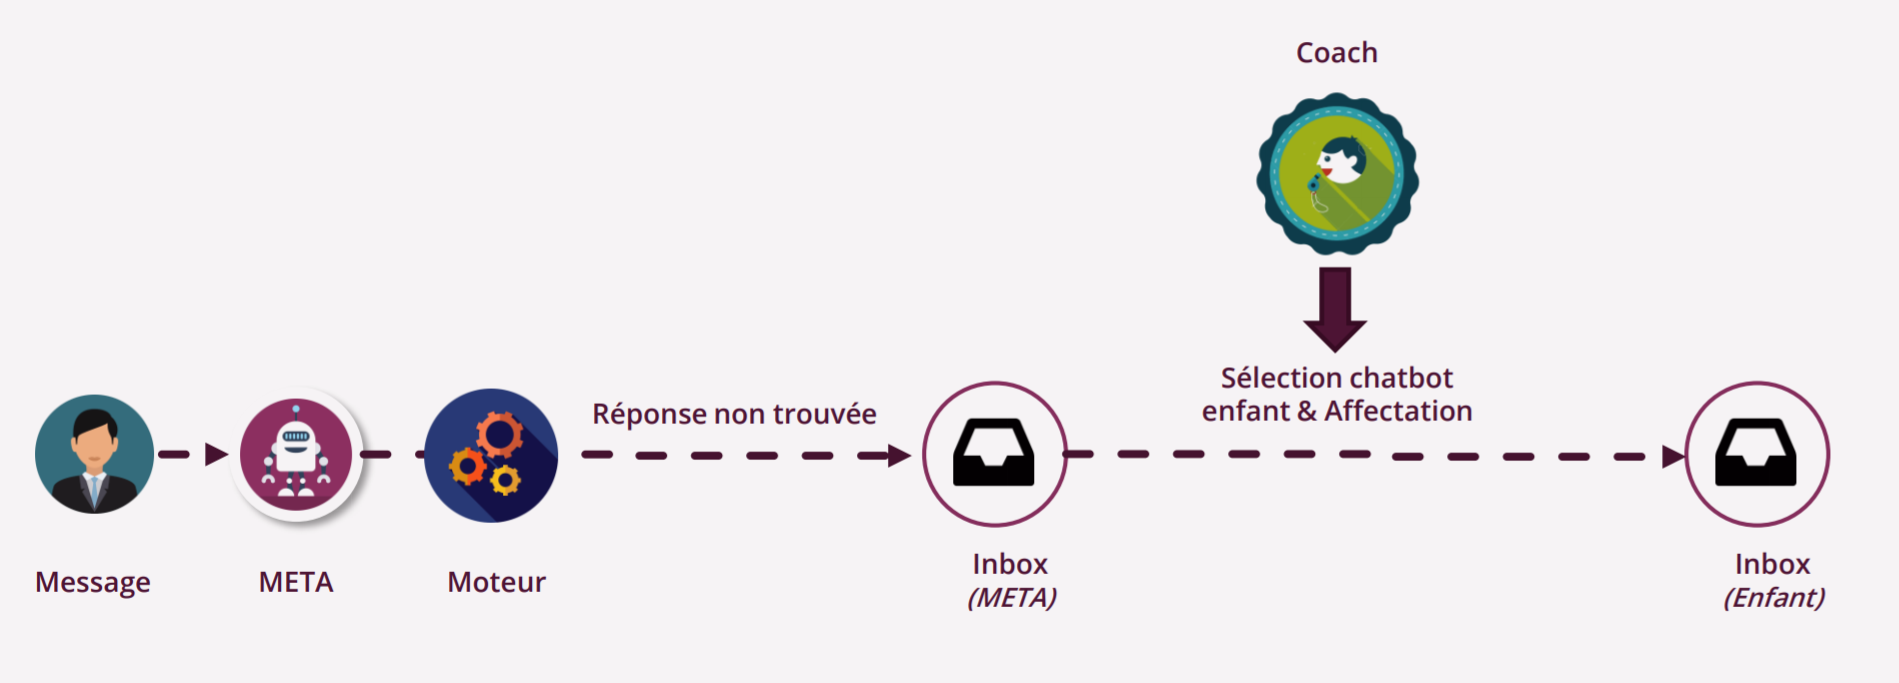 Coach
Sélection chatbot
enfant & Affectation
Réponse non trouvée
Message
META
Moteur
Inbox
(META)
Inbox
(Enfant)